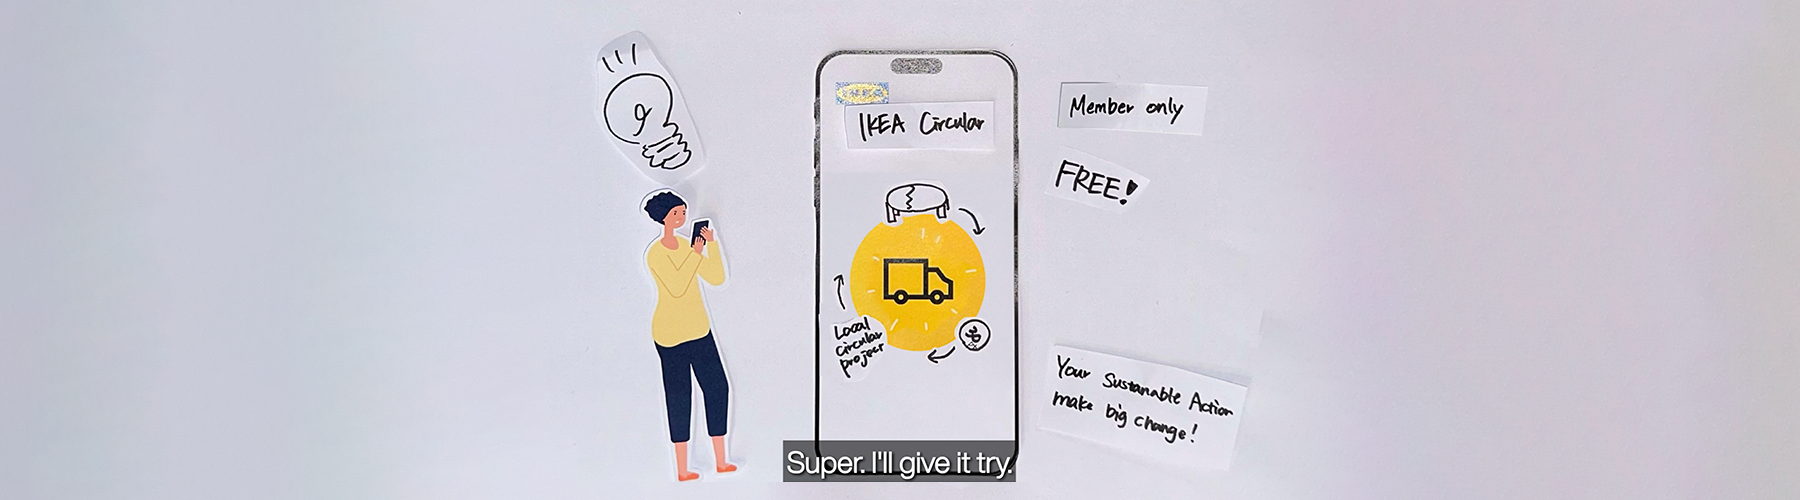 IKEA
IKEA Circular
Local
circular
project
Member only
FREE!
Your Sustanable Action
make big change!
Super. I'll give it try.